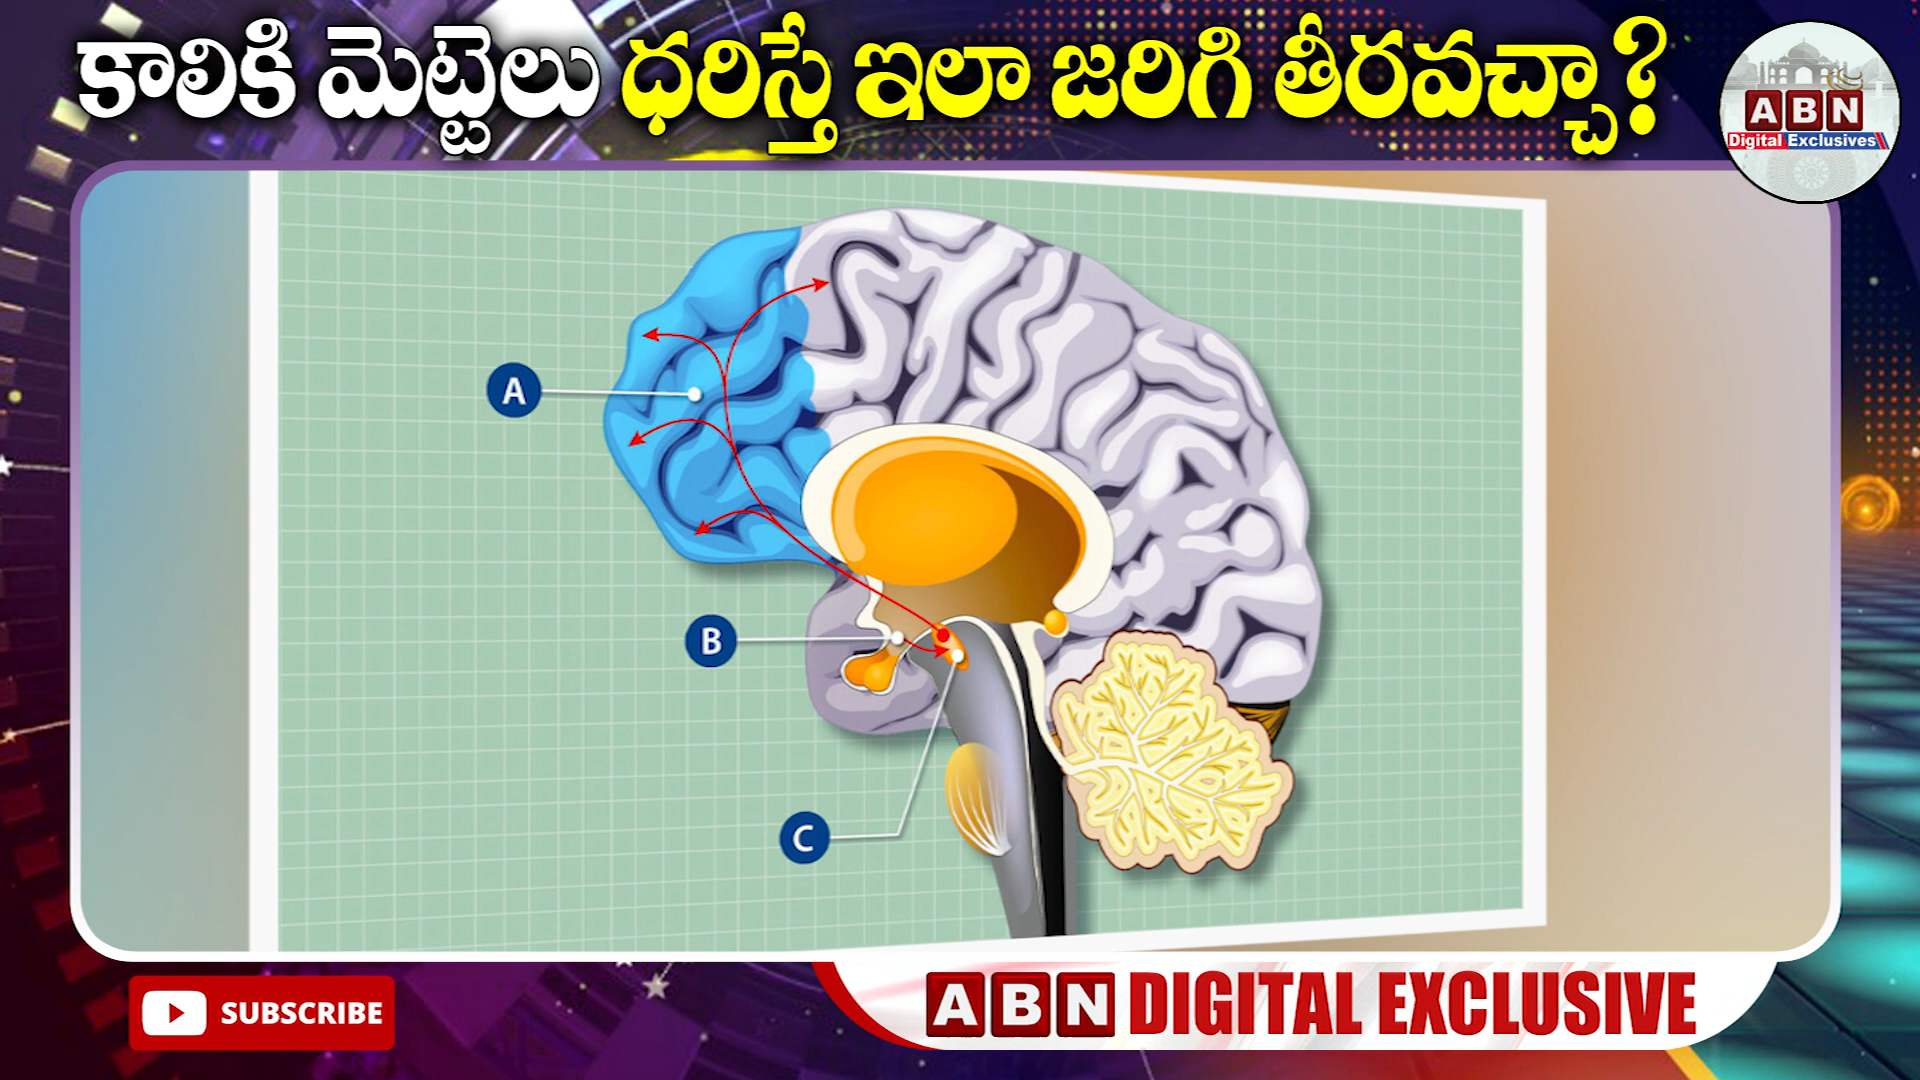 కాలికి మెట్టెలు ధరిస్తే ఇలా జరిగి తీరవచ్చా?
ABN
Digital Exclusives
A
B
C
SUBSCRIBE
ABN DIGITAL EXCLUSIVE